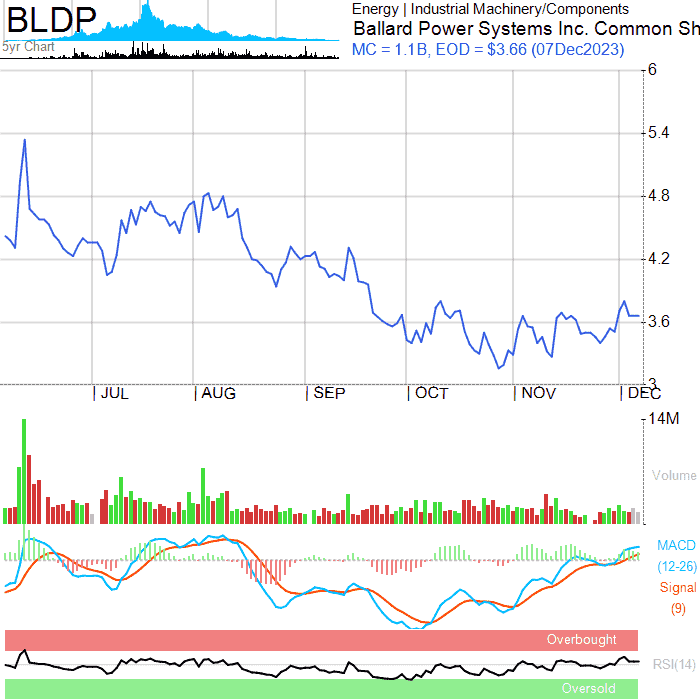 BLDP
5yr Chart
Energy | Industrial Machinery/Components
Ballard Power Systems Inc. Common Sh
MC = 1.1B, EOD = $3.66 (07Dec2023)
6
5.4
4.8
4.2
3.6
3
JUL
AUG
SEP
OCT
NOV
DEC
14M
Volume
MACD
(12-26)
Signal
(9)
Overbought
RSI(14)
Oversold